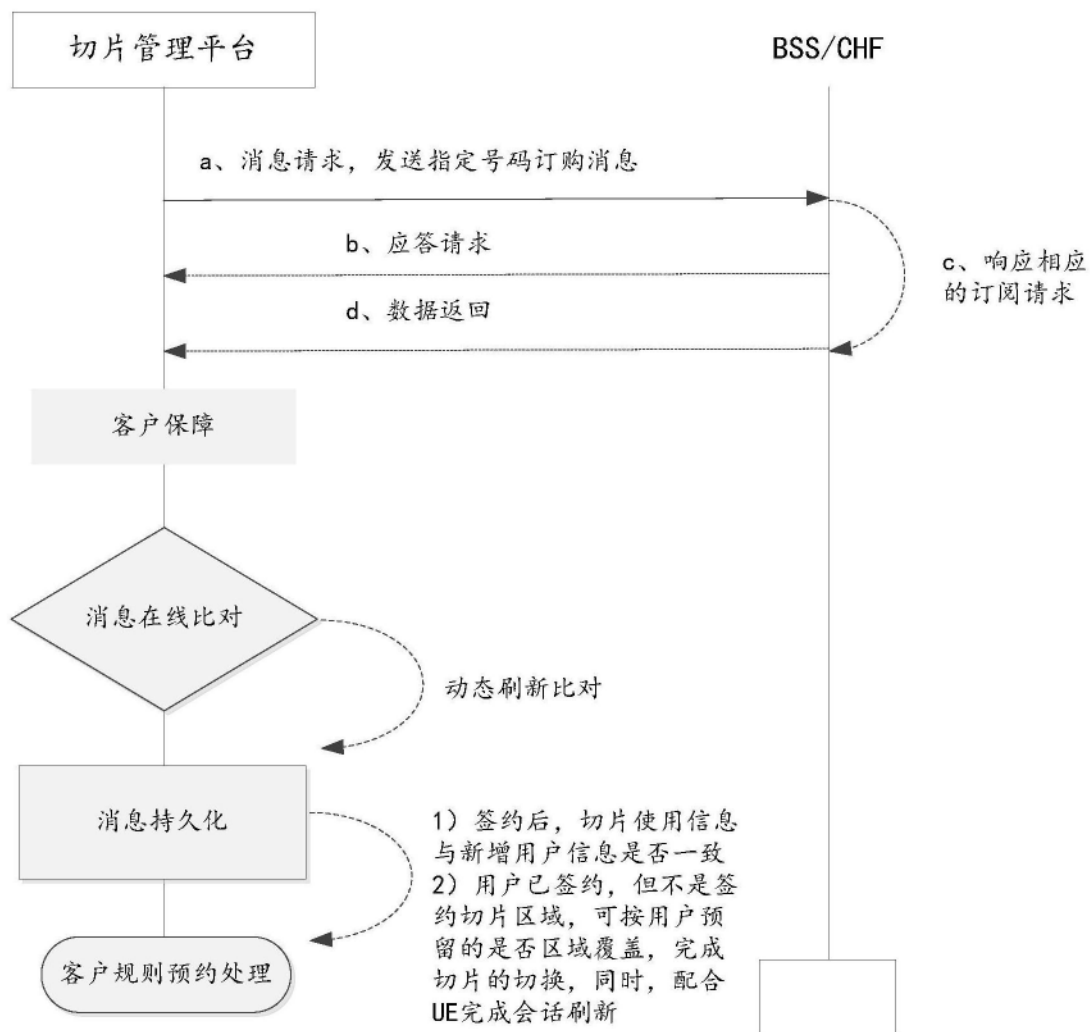 切片管理平台
BSS/CHF
a、消息请求，发送指定号码订购消息
b、应答请求
c、响应相应
的订阅请求
d、数据返回
客户保障
消息在线比对
动态刷新比对
消息持久化
1）签约后，切片使用信息
与新增用户信息是否一致
2）用户已签约，但不是签
约切片区域，可按用户预
留的是否区域覆盖，完成
切片的切换，同时，配合
UE完成会话刷新
客户规则预约处理